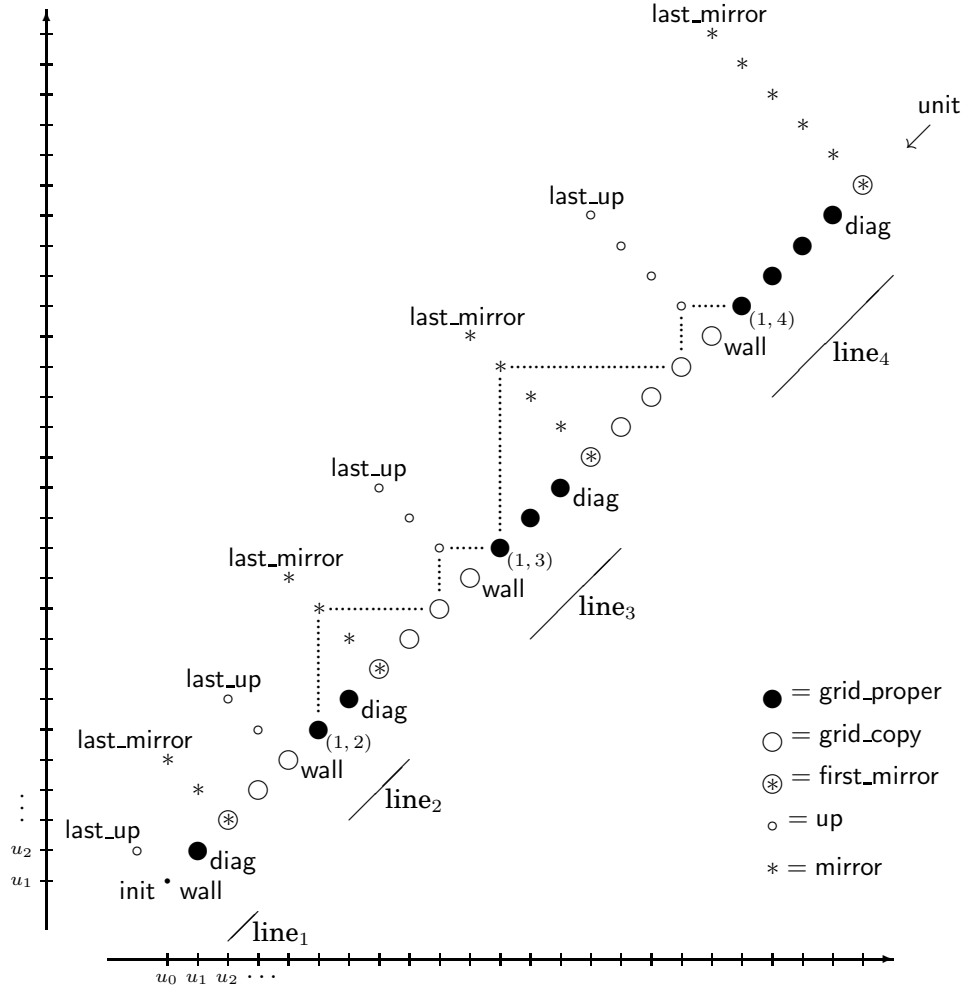 last_mirror
unit
last_up
diag
(1, 4)
last_mirror
wall
line4
last_up
diag
(1, 3)
last_mirror
wall
line3
last_up
= grid_proper
diag
= grid_copy
(1, 2)
last_mirror
wall
= first_mirror
line2
⋮
= up
last_up
u2
diag
= mirror
u1
init wall
line1
u0 u1 u2 ⋯